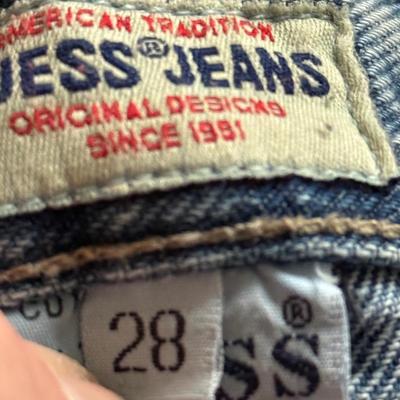 AMERICAN TRADITION
UESS® JEANS
ORIGINAL DESIGNS
SINCE 1981
28
®
SS